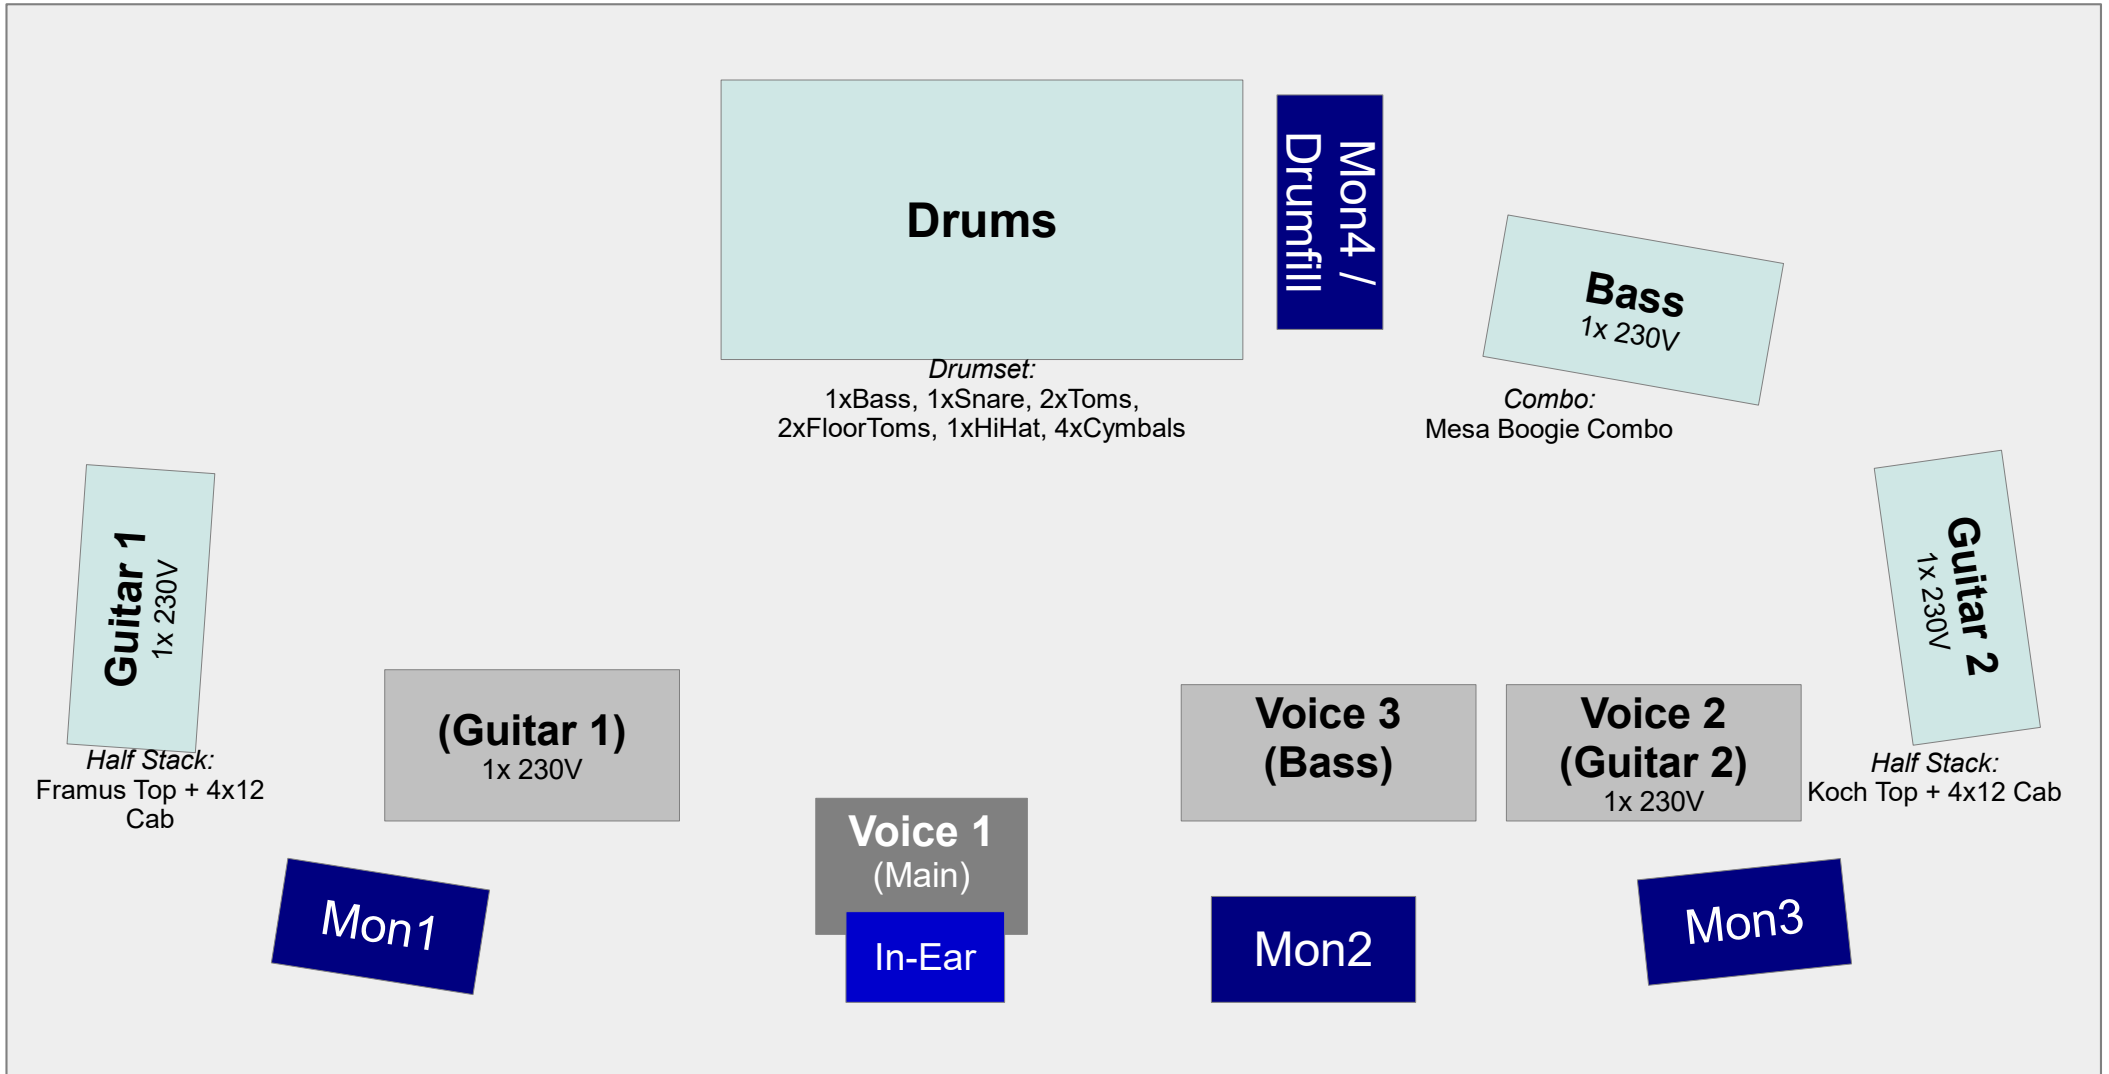 Drums
Mon4 /
Drumfill
Bass
1x 230V
Drumset:
1xBass, 1xSnare, 2xToms,
2xFloorToms, 1xHiHat, 4xCymbals
Combo:
Mesa Boogie Combo
Guitar 1
1x 230V
Guitar 2
1x 230V
Half Stack:
Framus Top + 4x12
Cab
(Guitar 1)
1x 230V
Voice 3
(Bass)
Voice 2
(Guitar 2)
1x 230V
Half Stack:
Koch Top + 4x12 Cab
Voice 1
(Main)
In-Ear
Mon1
Mon2
Mon3